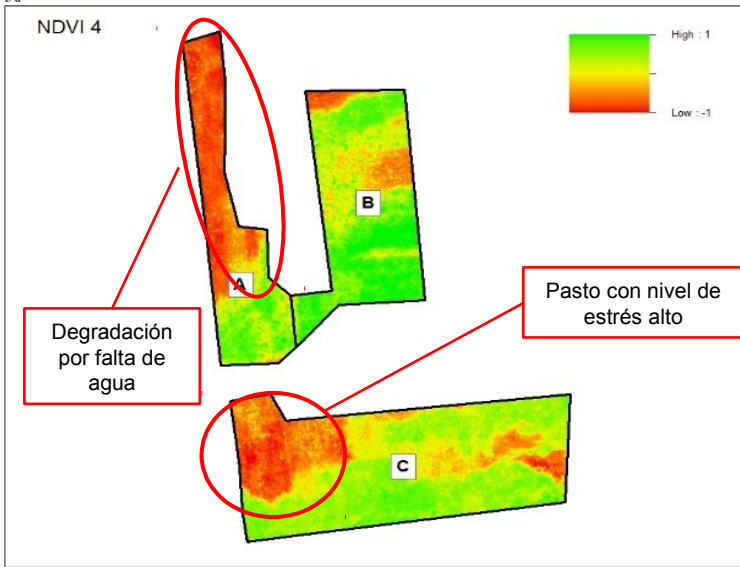 NDVI 4
High : 1
Low : -1
B
A
Degradación
por falta de
agua
Pasto con nivel de
estrés alto
C